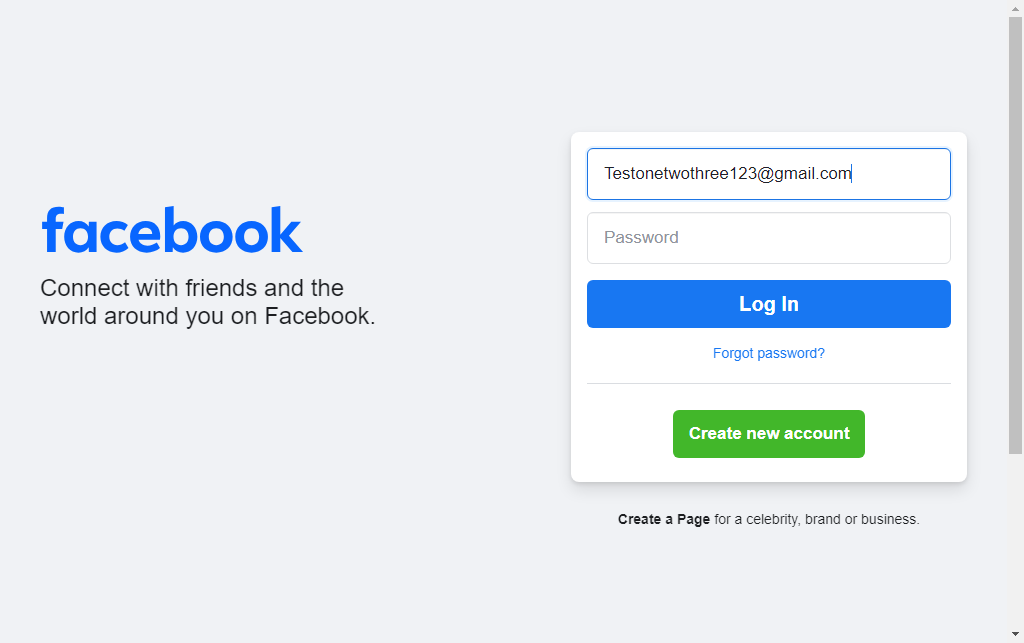 facebook
Connect with friends and the
world around you on Facebook.
Testonetwothree123@gmail.com
Password
Log In
Forgot password?
Create new account
Create a Page for a celebrity, brand or business.